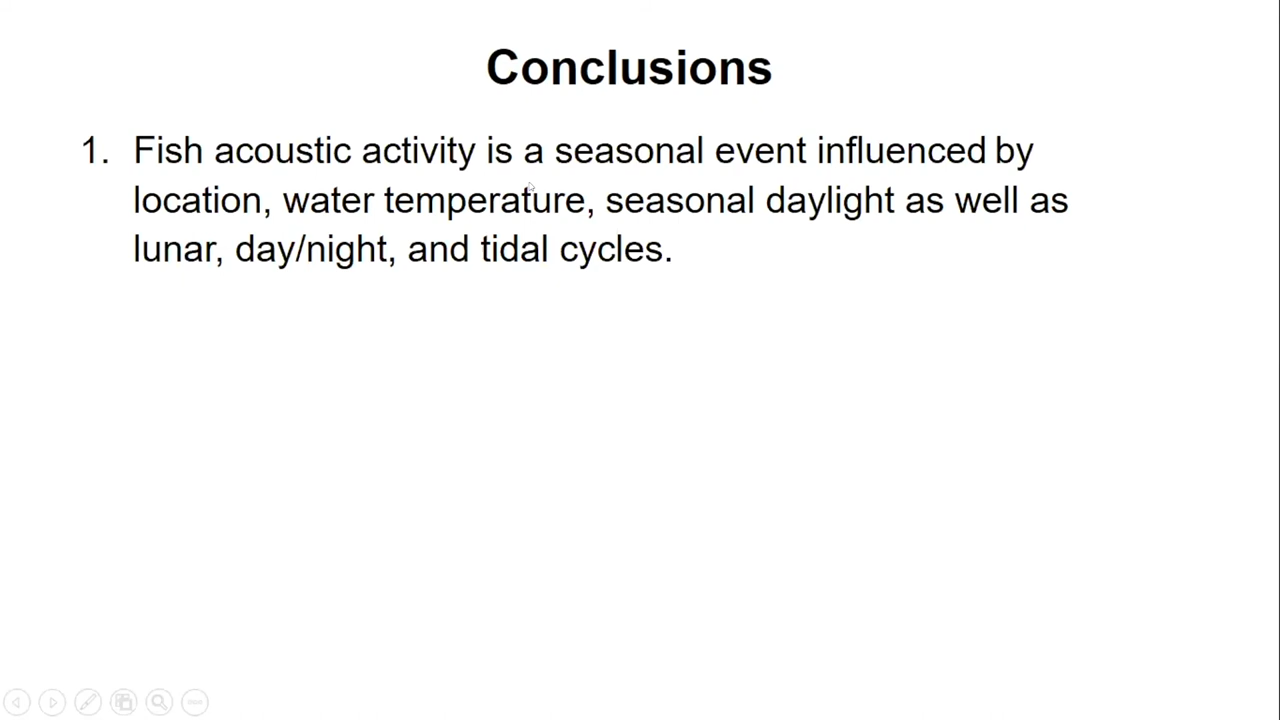 Conclusions
1. Fish acoustic activity is a seasonal event influenced by
location, water temperature, seasonal daylight as well as
lunar, day/night, and tidal cycles.